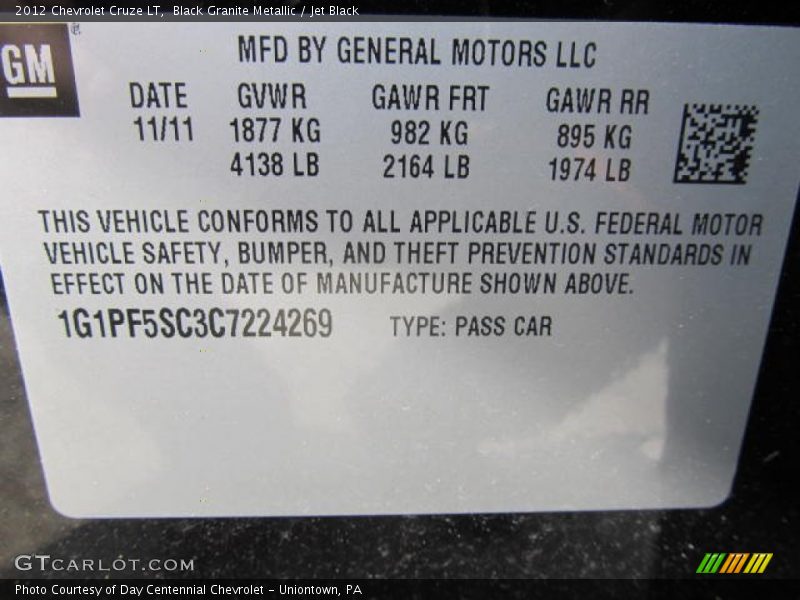 2012 Chevrolet Cruze LT, Black Granite Metallic / Jet Black
GM
®
MFD BY GENERAL MOTORS LLC
DATE GVWR GAWR FRT GAWR RR
11/11 1877 KG 982 KG 895 KG
4138 LB 2164 LB 1974 LB
THIS VEHICLE CONFORMS TO ALL APPLICABLE U.S. FEDERAL MOTOR
VEHICLE SAFETY, BUMPER, AND THEFT PREVENTION STANDARDS IN
EFFECT ON THE DATE OF MANUFACTURE SHOWN ABOVE.
1G1PF5SC3C7224269 TYPE: PASS CAR
GTCARLOT.COM
Photo Courtesy of Day Centennial Chevrolet - Uniontown, PA